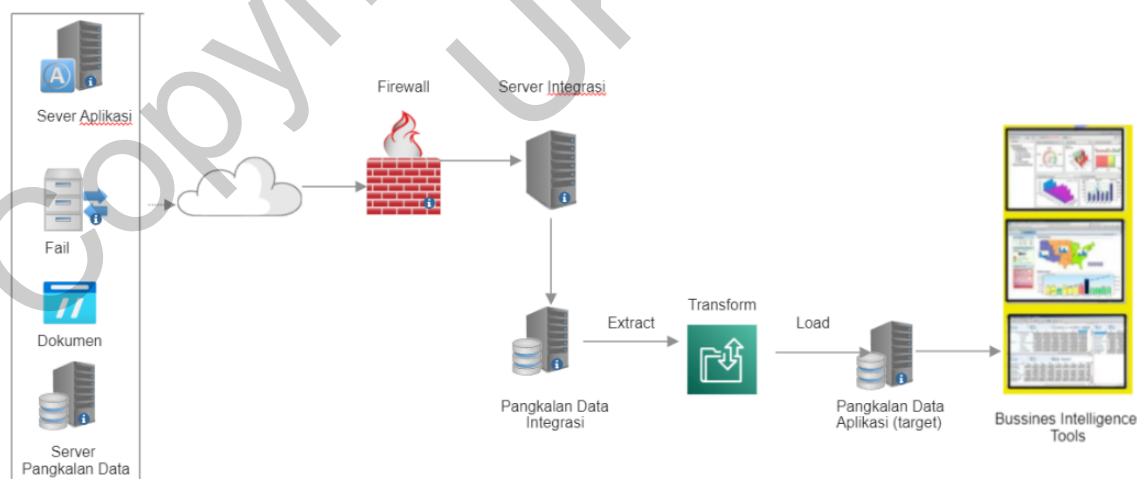 Sever Aplikasi
Fail
Dokumen
Server
Pangkalan Data
Firewall
Server Integrasi
Pangkalan Data
Integrasi
Extract
Transform
Load
Pangkalan Data
Aplikasi (target)
Bussines Intelligence
Tools